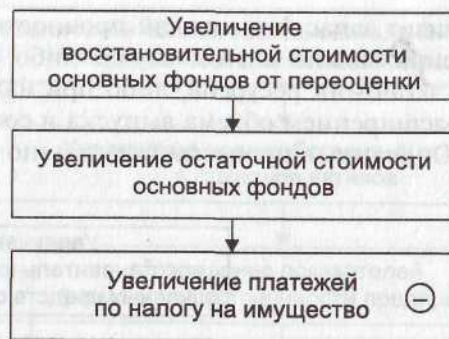 Увеличение
восстановительной стоимости
основных фондов от переоценки
Увеличение остаточной стоимости
основных фондов
Увеличение платежей
по налогу на имущество